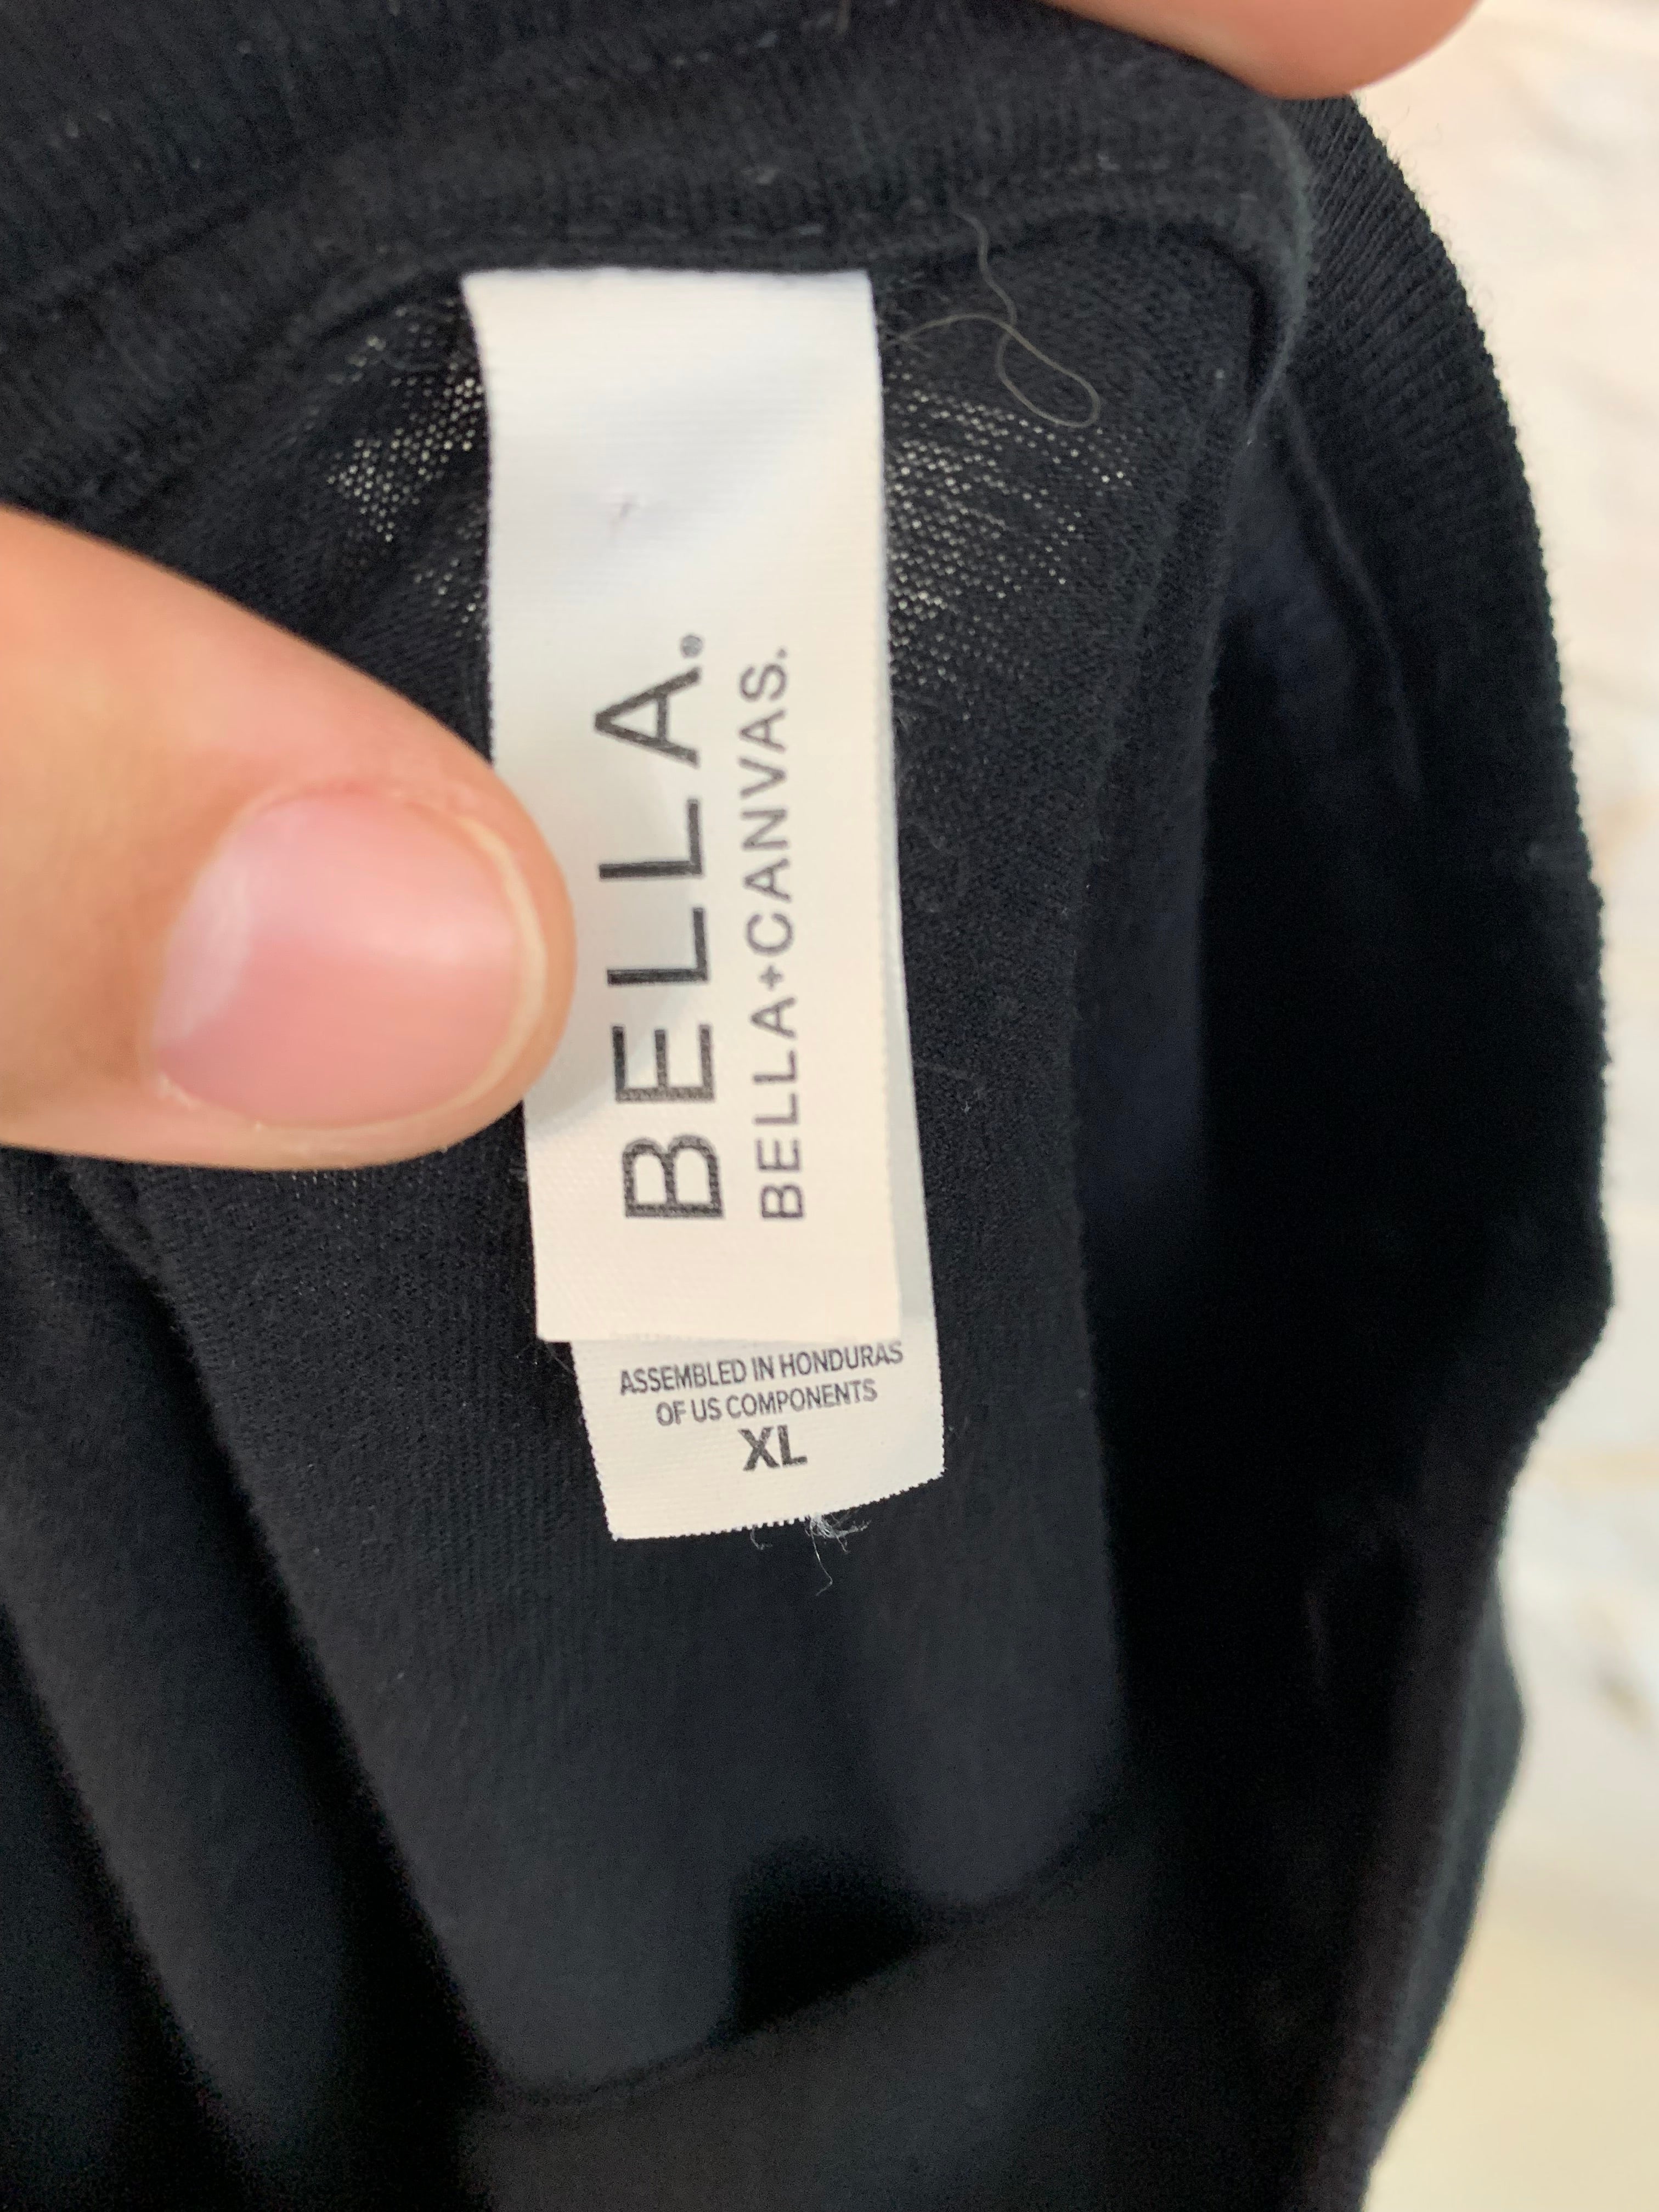 BELLA.®
BELLA+CANVAS.
ASSEMBLED IN HONDURAS
OF US COMPONENTS
XL